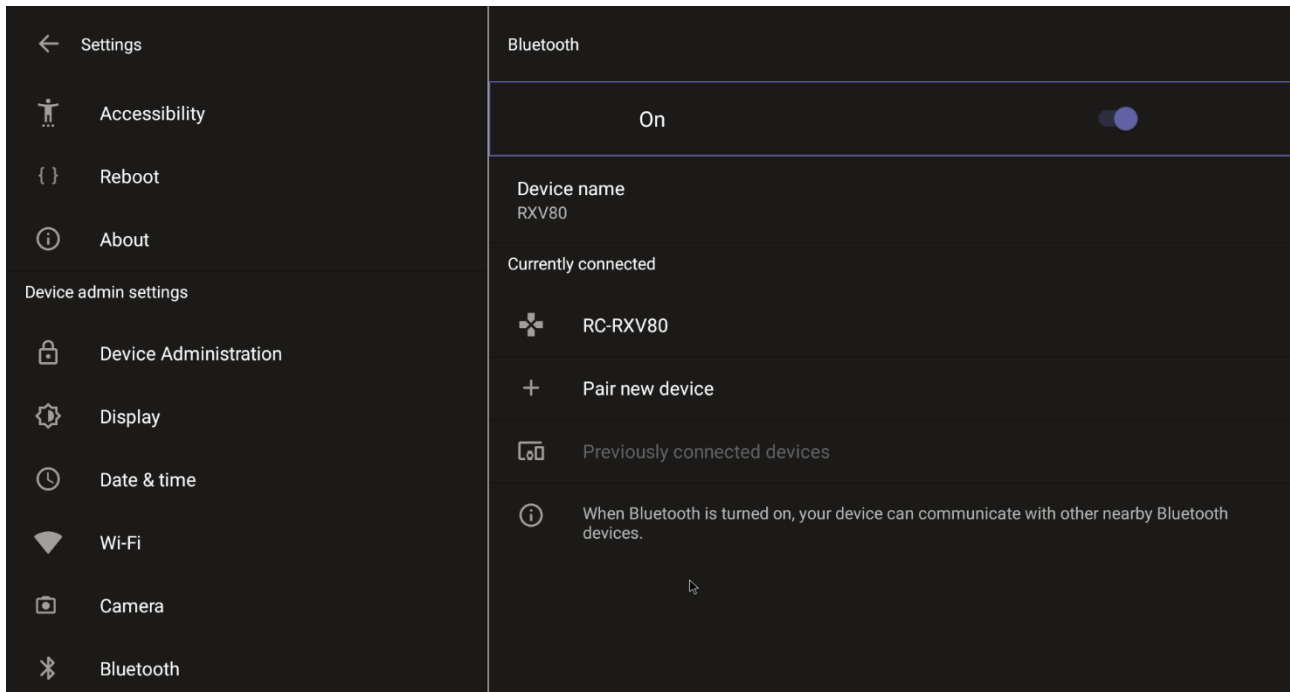 Settings
Accessibility
{ } Reboot
About
Device admin settings
Device Administration
Display
Date & time
Wi-Fi
Camera
Bluetooth
Bluetooth
On
Device name
RXV80
Currently connected
RC-RXV80
Pair new device
Previously connected devices
When Bluetooth is turned on, your device can communicate with other nearby Bluetooth
devices.